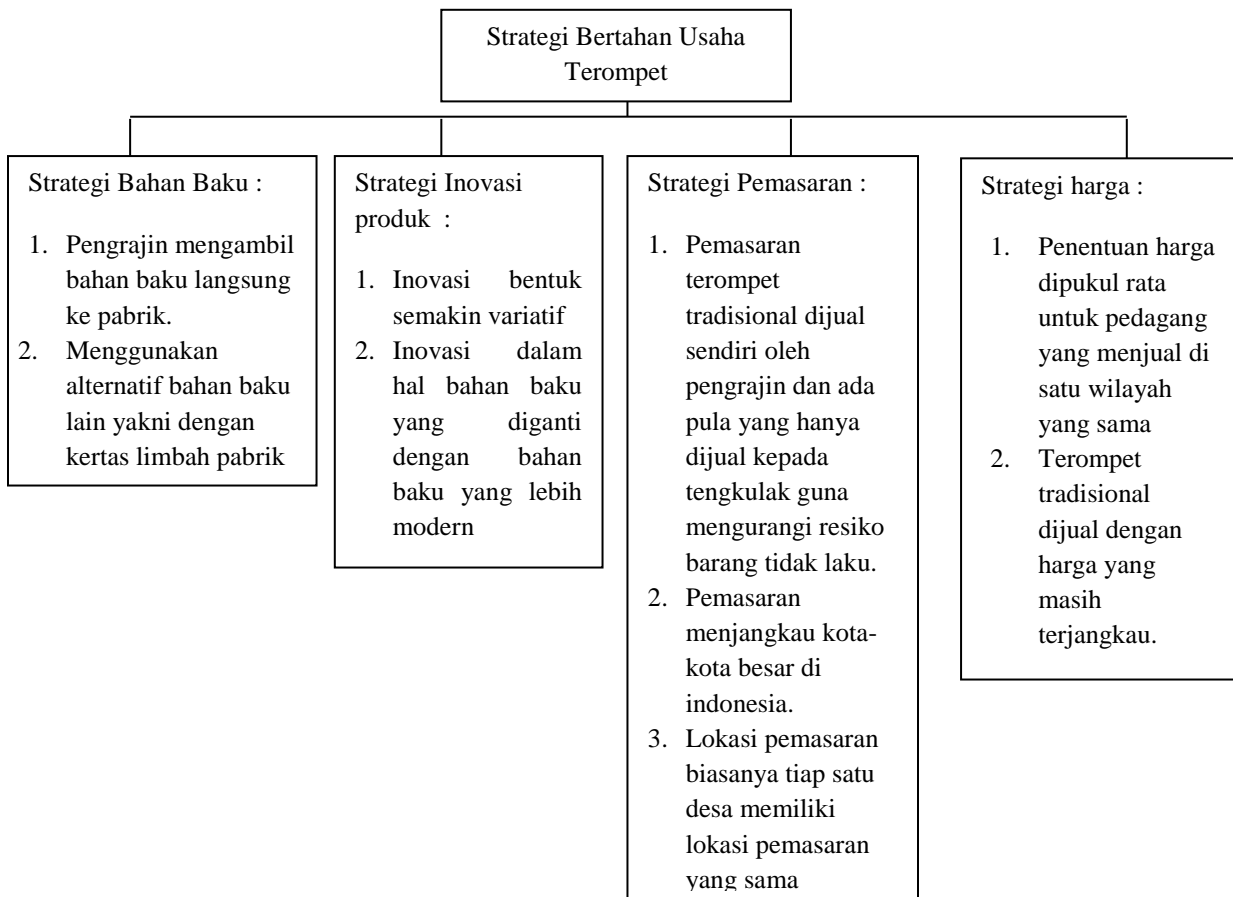 Strategi Bertahan Usaha
Terompet
Strategi Bahan Baku :
1. Pengrajin mengambil
bahan baku langsung
ke pabrik.
2. Menggunakan
alternatif bahan baku
lain yakni dengan
kertas limbah pabrik
Strategi Inovasi
produk :
1. Inovasi bentuk
semakin variatif
2. Inovasi dalam
hal bahan baku
yang diganti
dengan bahan
baku yang lebih
modern
Strategi Pemasaran :
1. Pemasaran
terompet
tradisional dijual
sendiri oleh
pengrajin dan ada
pula yang hanya
dijual kepada
tengkulak guna
mengurangi resiko
barang tidak laku.
2. Pemasaran
menjangkau kota-
kota besar di
indonesia.
3. Lokasi pemasaran
biasanya tiap satu
desa memiliki
lokasi pemasaran
yang sama
Strategi harga :
1. Penentuan harga
dipukul rata
untuk pedagang
yang menjual di
satu wilayah
yang sama
2. Terompet
tradisional
dijual dengan
harga yang
masih
terjangkau.